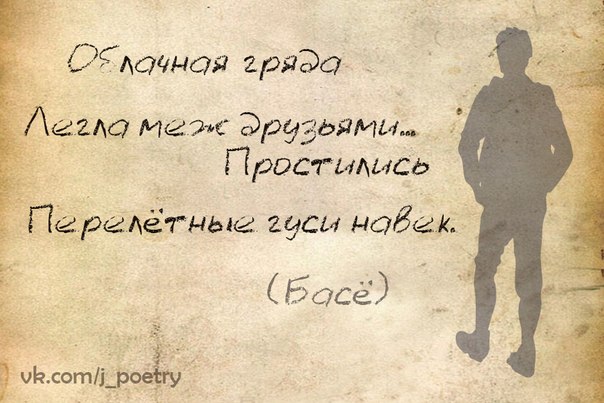 Облачная гряда
Легла меж друзьями...
Простились
Перелётные гуси навек.
(Басё)
vk.com/j_poetry